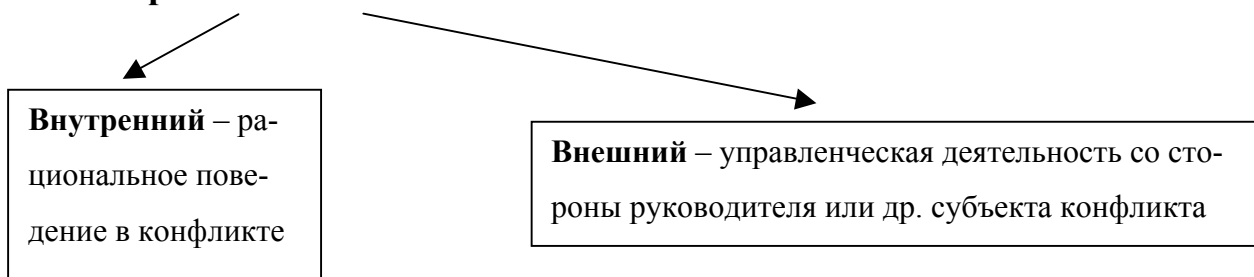 Внутренний – ра-
циональное пове-
дение в конфликте
Внешний – управленческая деятельность со сто-
роны руководителя или др. субъекта конфликта